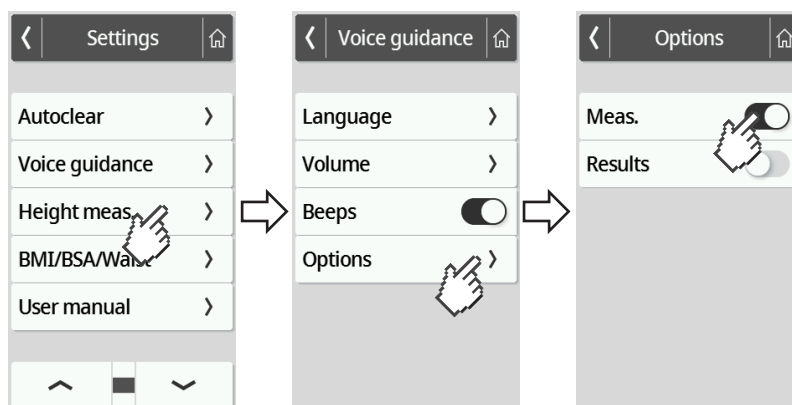 Settings
Autoclear
Voice guidance
Height meas.
BMI/BSA/Waist
User manual
Voice guidance
Language
Volume
Beeps
Options
Options
Meas.
Results